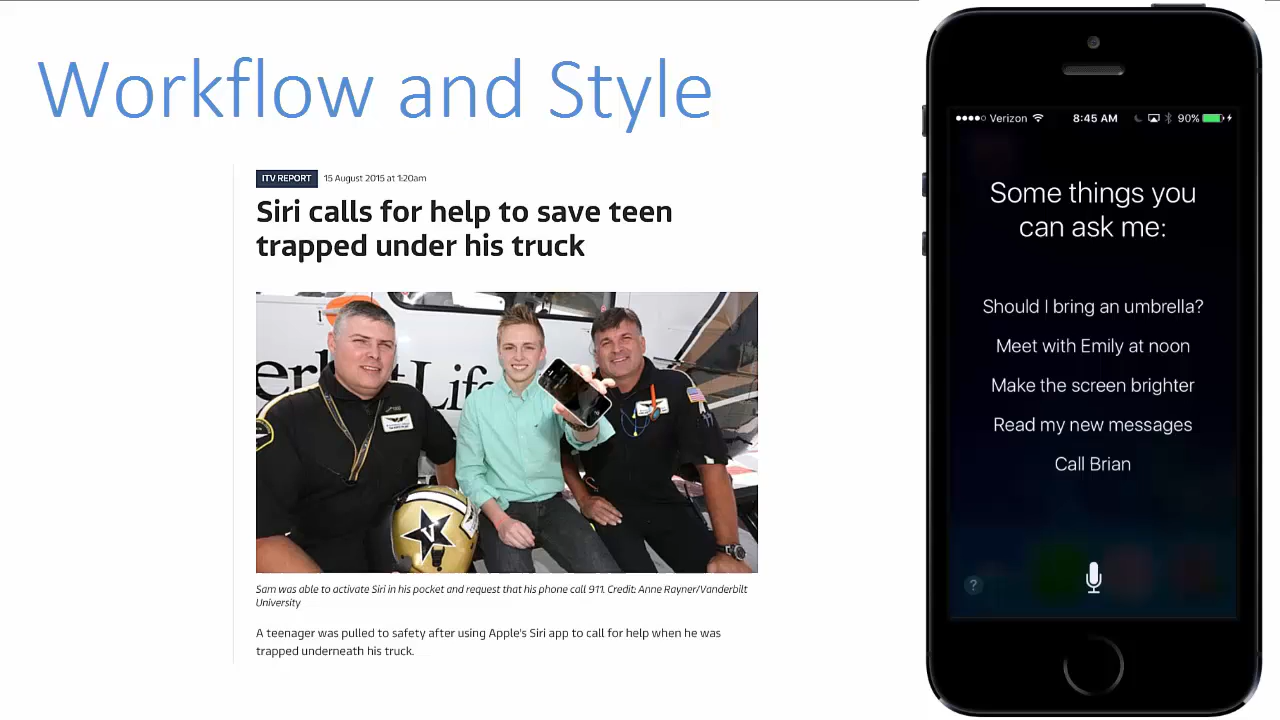 Workflow and Style
ITV REPORT 15 August 2015 at 1:20am
Siri calls for help to save teen
trapped under his truck
Life
V
Sam was able to activate Siri in his pocket and request that his phone call 911. Credit: Anne Rayner/Vanderbilt
University
A teenager was pulled to safety after using Apple's Siri app to call for help when he was
trapped underneath his truck.
Verizon 8:45 AM 90%
Some things you
can ask me:
Should I bring an umbrella?
Meet with Emily at noon
Make the screen brighter
Read my new messages
Call Brian
?